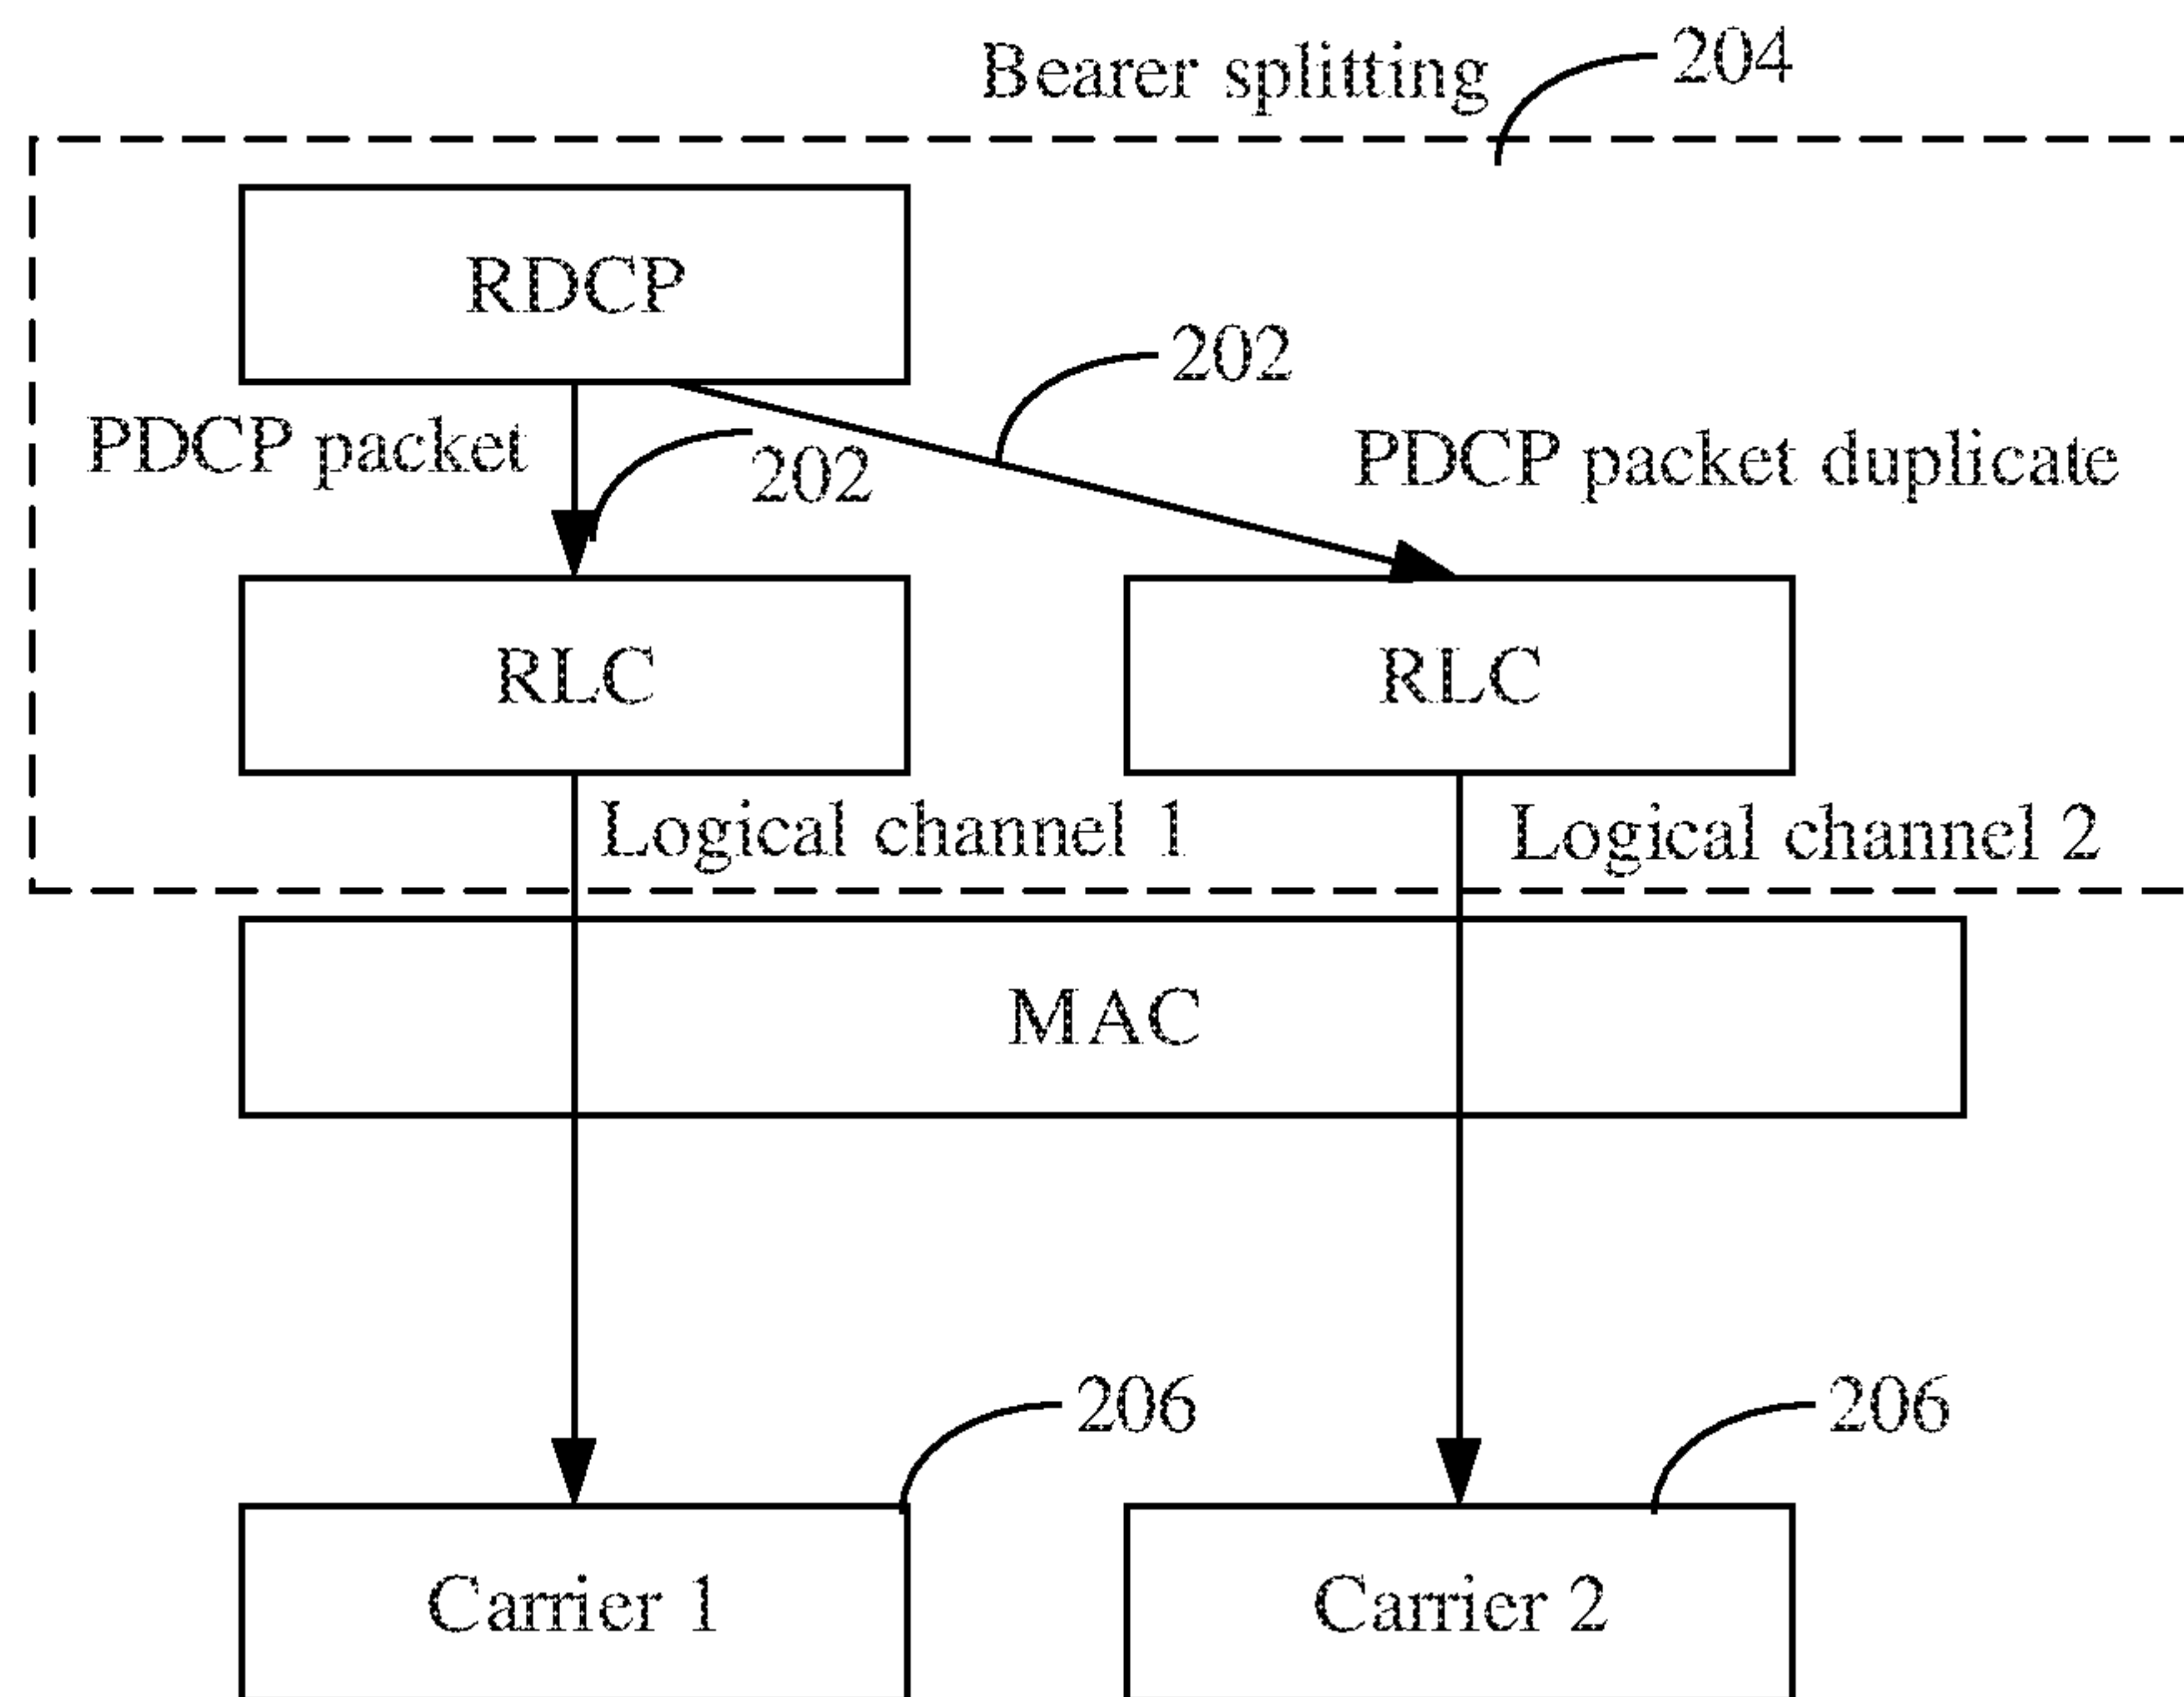 Bearer splitting
204
RDCP
202
PDCP packet
202
PDCP packet duplicate
RLC
RLC
Logical channel 1
Logical channel 2
MAC
206
206
Carrier 1
Carrier 2